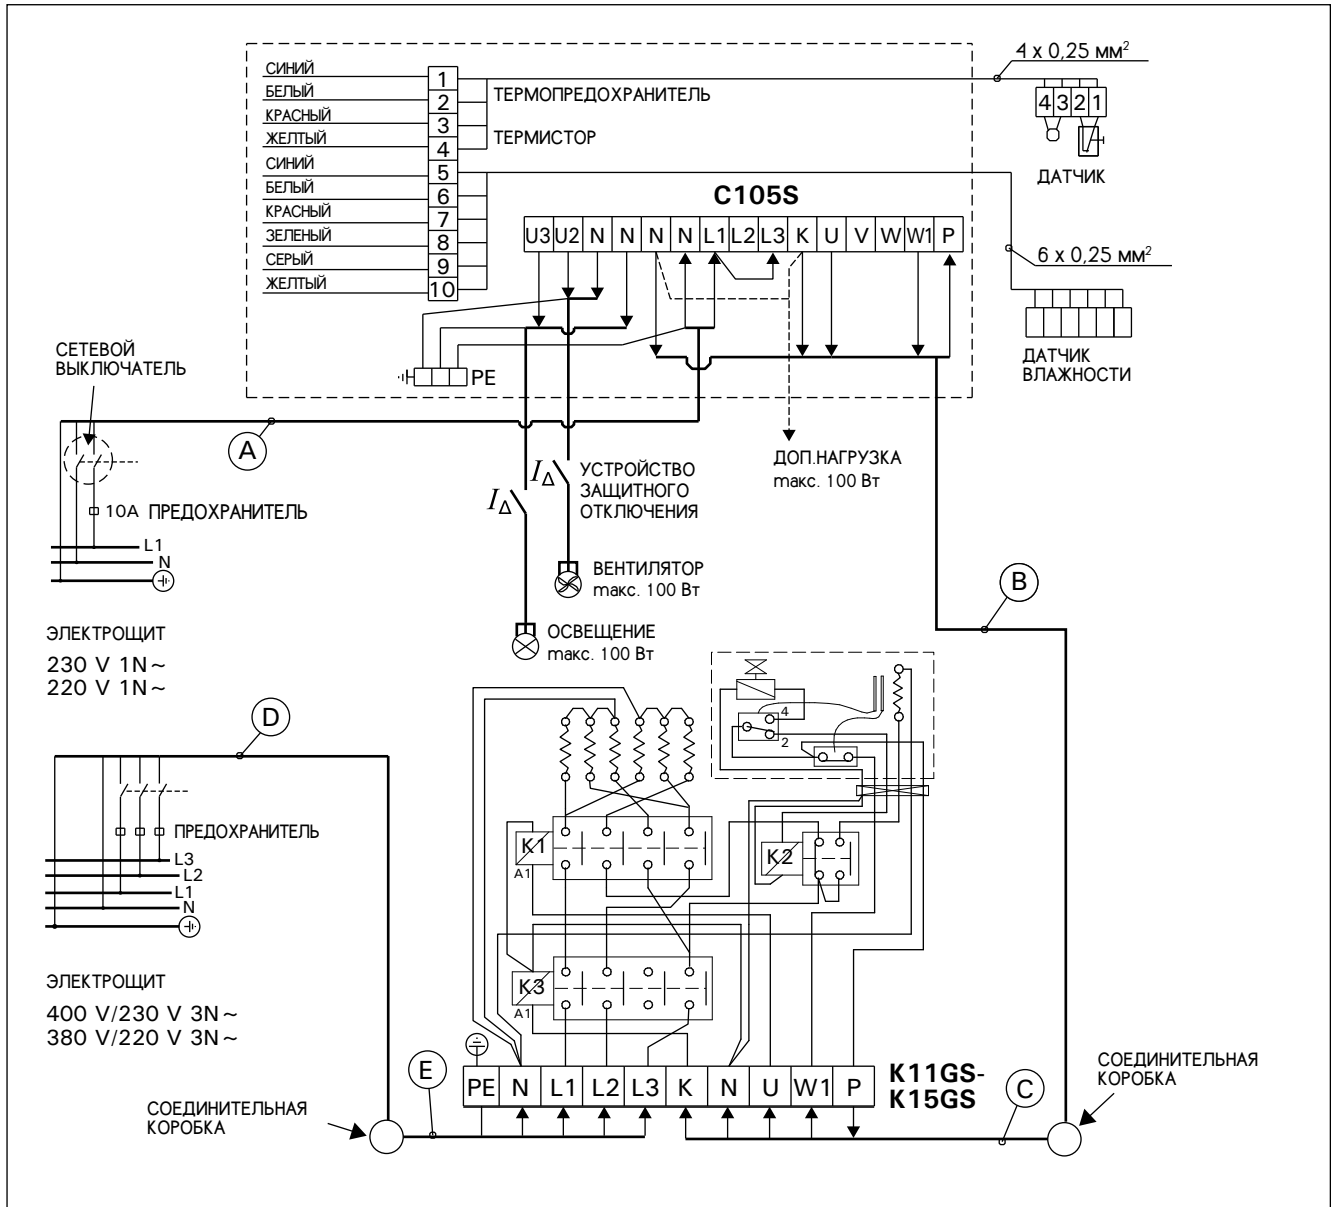 4 x 0,25 мм²
СИНИЙ
1
БЕЛЫЙ
2
ТЕРМОПРЕДОХРАНИТЕЛЬ
КРАСНЫЙ
3
ЖЕЛТЫЙ
4
ТЕРМИСТОР
4 3 2 1
ДАТЧИК
СИНИЙ
5
БЕЛЫЙ
6
КРАСНЫЙ
7
ЗЕЛЕНЫЙ
8
СЕРЫЙ
9
ЖЕЛТЫЙ
10
C105S
U3 U2 N N N N L1 L2 L3 K U V W W1 P
6 x 0,25 мм²
ДАТЧИК
ВЛАЖНОСТИ
PE
СЕТЕВОЙ
ВЫКЛЮЧАТЕЛЬ
A
10A ПРЕДОХРАНИТЕЛЬ
L1
N
ЭЛЕКТРОЩИТ
230 V 1N~
220 V 1N~
IΔ
IΔ
УСТРОЙСТВО
ЗАЩИТНОГО
ОТКЛЮЧЕНИЯ
ДОП.НАГРУЗКА
макс. 100 Вт
ВЕНТИЛЯТОР
макс. 100 Вт
ОСВЕЩЕНИЕ
макс. 100 Вт
B
D
ПРЕДОХРАНИТЕЛЬ
L3
L2
L1
N
ЭЛЕКТРОЩИТ
400 V/230 V 3N~
380 V/220 V 3N~
4
2
K1
A1
K2
K3
A1
PE N L1 L2 L3 K N U W1 P
K11GS-
K15GS
E
C
СОЕДИНИТЕЛЬНАЯ
КОРОБКА
СОЕДИНИТЕЛЬНАЯ
КОРОБКА